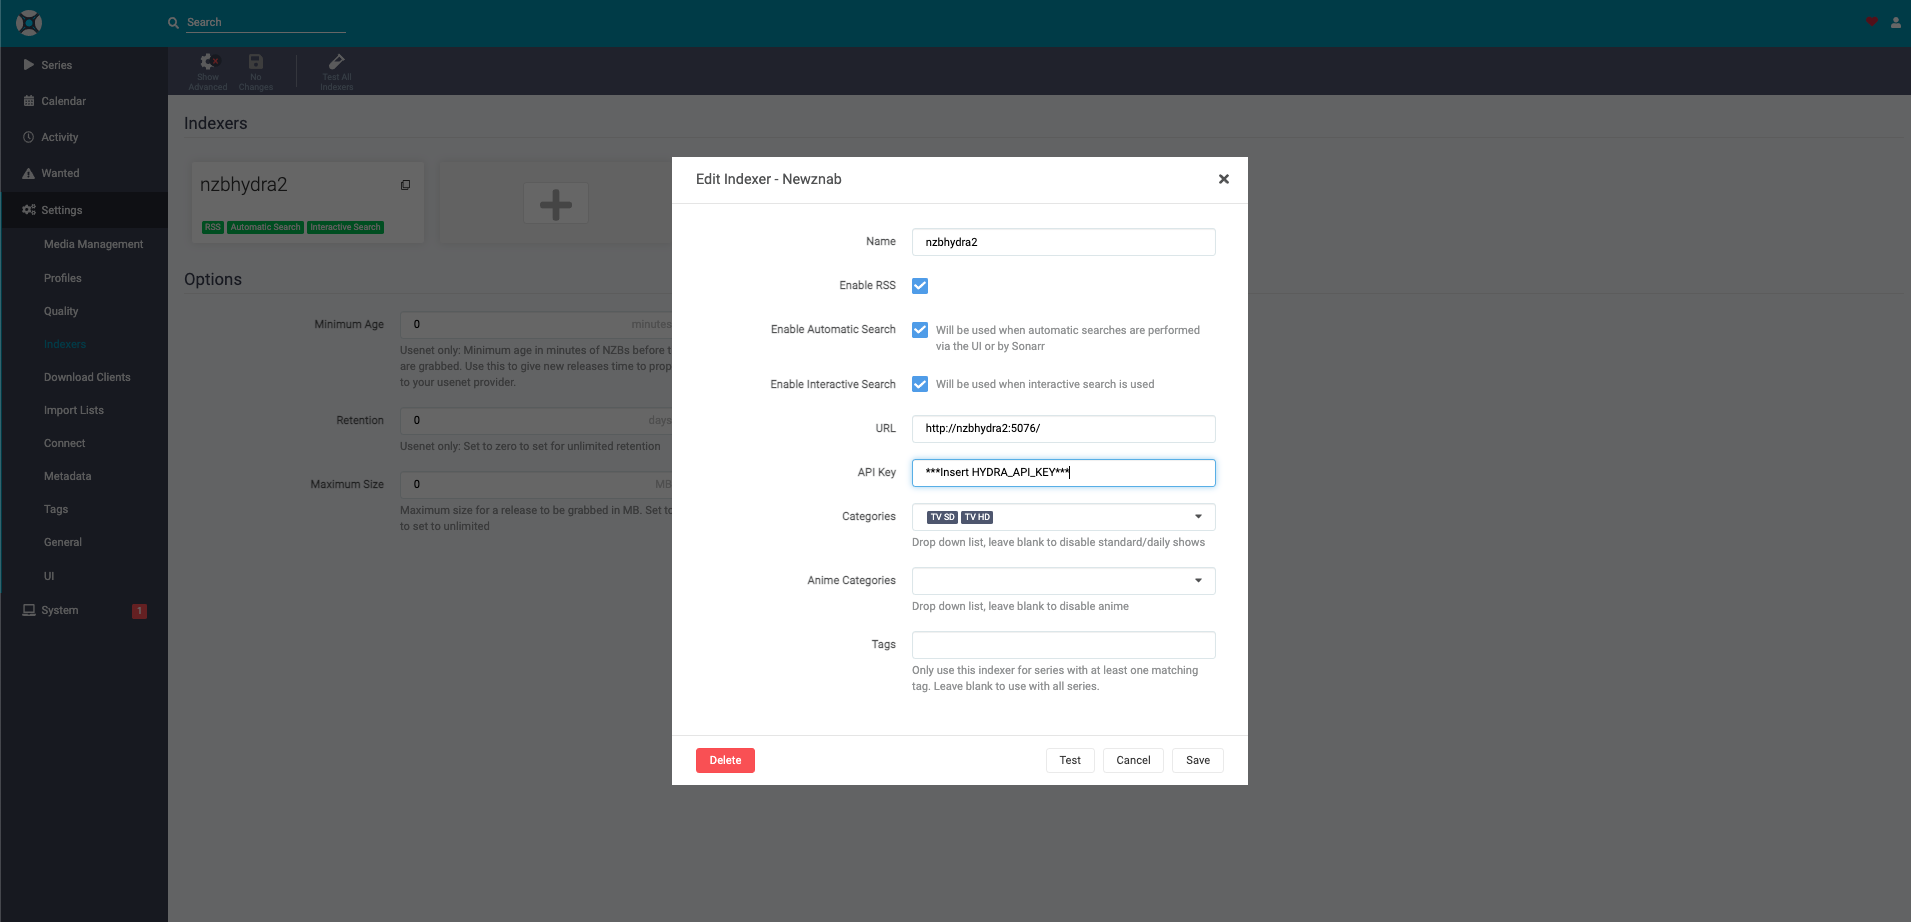 Search
Series
Calendar
Activity
Wanted
Settings
Media Management
Profiles
Quality
Indexers
Download Clients
Import Lists
Connect
Metadata
Tags
General
UI
System 1
Show
Advanced
No
Changes
Test All
Indexers
Indexers
nzbhydra2
RSS Automatic Search Interactive Search
Options
Minimum Age 0 minutes
Usenet only: Minimum age in minutes of NZBs before t
are grabbed. Use this to give new releases time to prop
to your usenet provider.
Retention 0 days
Usenet only: Set to zero to set for unlimited retention
Maximum Size 0 MB
Maximum size for a release to be grabbed in MB. Set to
to set to unlimited
Edit Indexer - Newznab
Name nzbhydra2
Enable RSS
Enable Automatic Search Will be used when automatic searches are performed
via the UI or by Sonarr
Enable Interactive Search Will be used when interactive search is used
URL http://nzbhydra2:5076/
API Key ***Insert HYDRA_API_KEY***
Categories TV SD TV HD
Drop down list, leave blank to disable standard/daily shows
Anime Categories
Drop down list, leave blank to disable anime
Tags
Only use this indexer for series with at least one matching
tag. Leave blank to use with all series.
Delete Test Cancel Save